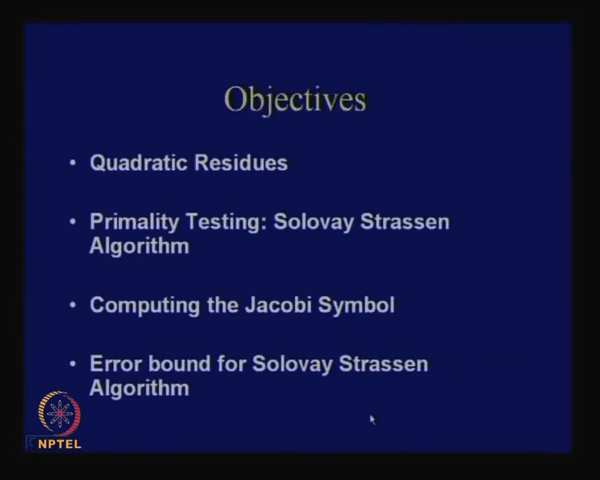 Objectives
• Quadratic Residues
• Primality Testing: Solovay Strassen
Algorithm
• Computing the Jacobi Symbol
• Error bound for Solovay Strassen
Algorithm
NPTEL